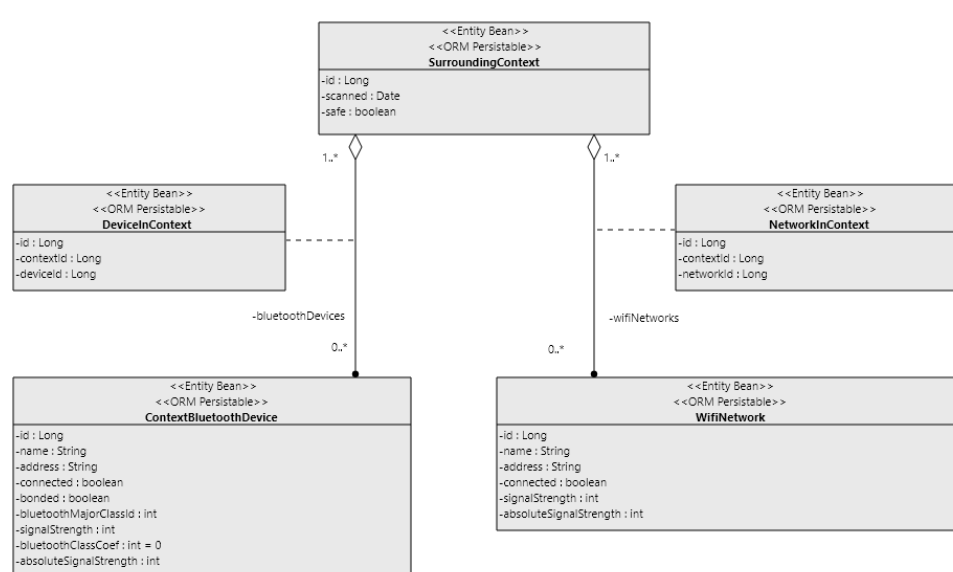 <<Entity Bean>>
<<ORM Persistable>>
SurroundingContext
-id : Long
-scanned : Date
-safe : boolean
1..*
1..*
<<Entity Bean>>
<<ORM Persistable>>
DeviceInContext
-id : Long
-contextId : Long
-deviceId : Long
<<Entity Bean>>
<<ORM Persistable>>
NetworkInContext
-id : Long
-contextId : Long
-networkId : Long
-bluetoothDevices
-wifiNetworks
0..*
0..*
<<Entity Bean>>
<<ORM Persistable>>
ContextBluetoothDevice
-id : Long
-name : String
-address : String
-connected : boolean
-bonded : boolean
-bluetoothMajorClassId : int
-signalStrength : int
-bluetoothClassCoef : int = 0
-absoluteSignalStrength : int
<<Entity Bean>>
<<ORM Persistable>>
WifiNetwork
-id : Long
-name : String
-address : String
-connected : boolean
-signalStrength : int
-absoluteSignalStrength : int